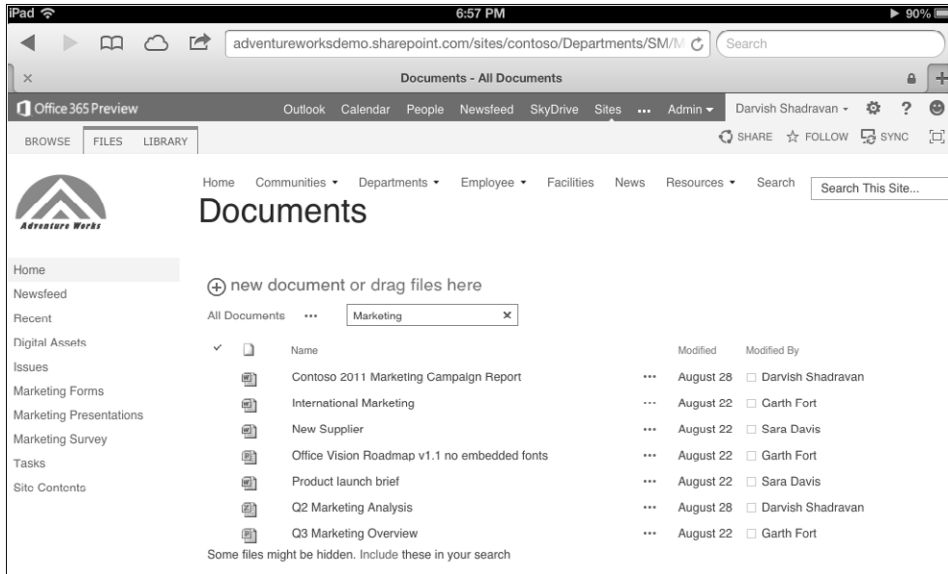 iPad 6:57 PM 90%
adventureworksdemo.sharepoint.com/sites/contoso/Departments/SM/M Search
Documents - All Documents
Office 365 Preview Outlook Calendar People Newsfeed SkyDrive Sites ... Admin Darvish Shadravan ?
BROWSE FILES LIBRARY SHARE FOLLOW SYNC
Home Communities Departments Employee Facilities News Resources Search Search This Site...
Documents
Adventure Works
Home
Newsfeed
Recent
Digital Assets
Issues
Marketing Forms
Marketing Presentations
Marketing Survey
Tasks
Site Contents
new document or drag files here
All Documents ... Marketing
Name Modified Modified By
Contoso 2011 Marketing Campaign Report ... August 28 Darvish Shadravan
International Marketing ... August 22 Garth Fort
New Supplier ... August 22 Sara Davis
Office Vision Roadmap v1.1 no embedded fonts ... August 22 Garth Fort
Product launch brief ... August 22 Sara Davis
Q2 Marketing Analysis ... August 28 Darvish Shadravan
Q3 Marketing Overview ... August 22 Garth Fort
Some files might be hidden. Include these in your search